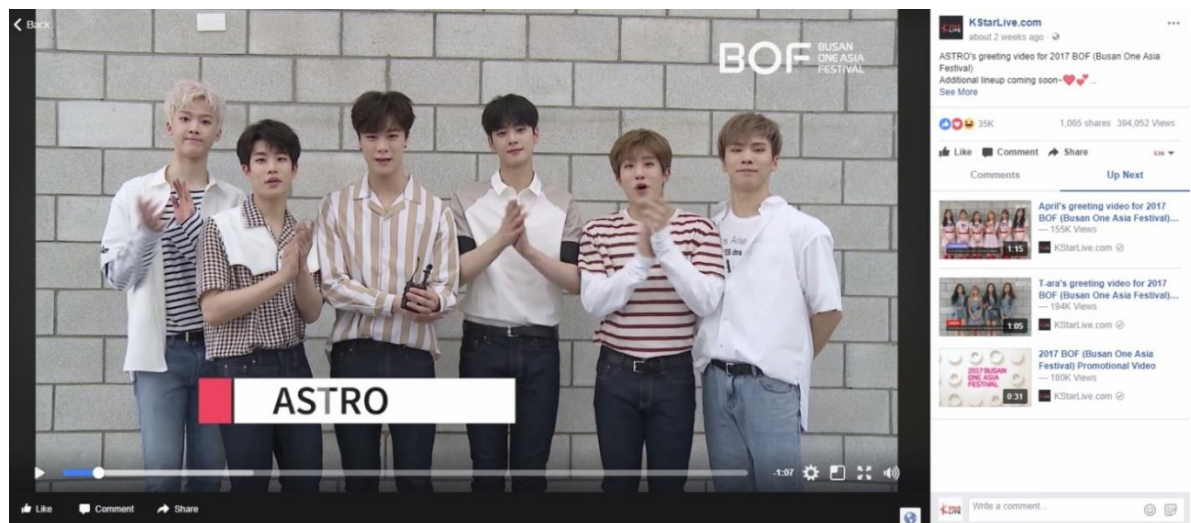 Back
BOF BUSAN
ONE ASIA
FESTIVAL
ASTRO
-1:07
Like Comment Share
KStarLive.com
about 2 weeks ago
ASTRO's greeting video for 2017 BOF (Busan One Asia
Festival)
Additional lineup coming soon~ ...
See More
35K 1,065 shares 394,052 Views
Like Comment Share
Comments Up Next
April's greeting video for 2017
BOF (Busan One Asia Festival)...
— 155K Views
1:15
KStarLive.com
T-ara's greeting video for 2017
BOF (Busan One Asia Festival)...
— 194K Views
1:05
KStarLive.com
2017 BOF (Busan One Asia
Festival) Promotional Video
— 180K Views
2017 BUSAN
ONE ASIA
FESTIVAL
0:31
KStarLive.com
Write a comment...